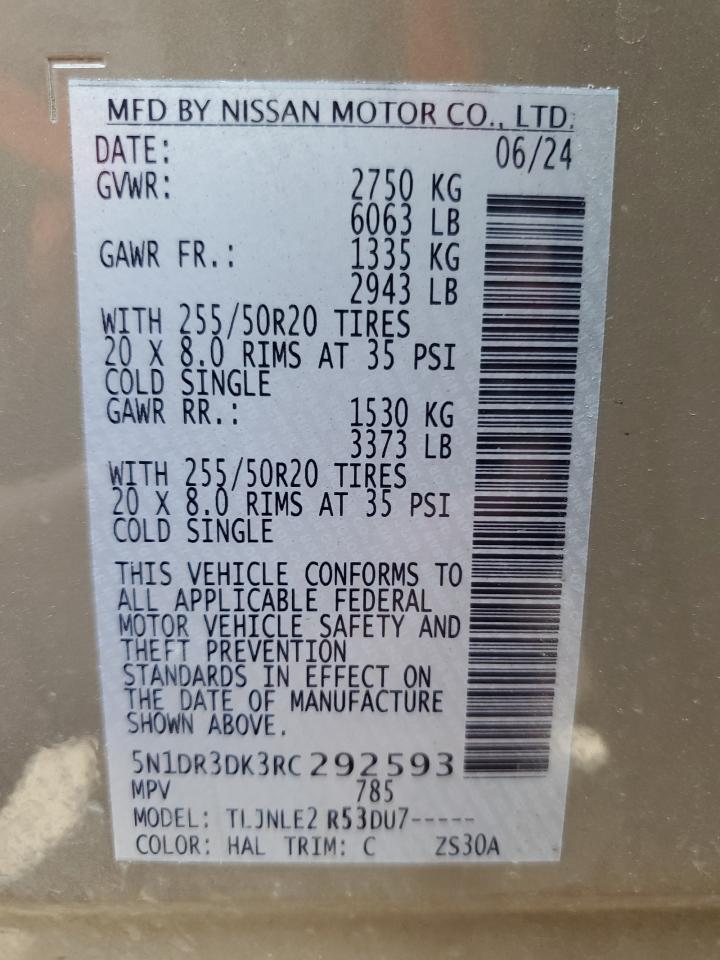 MFD BY NISSAN MOTOR CO., LTD.
DATE: 06/24
GVWR: 2750 KG
6063 LB
GAWR FR.: 1335 KG
2943 LB
WITH 255/50R20 TIRES
20 X 8.0 RIMS AT 35 PSI
COLD SINGLE
GAWR RR.: 1530 KG
3373 LB
WITH 255/50R20 TIRES
20 X 8.0 RIMS AT 35 PSI
COLD SINGLE
THIS VEHICLE CONFORMS TO
ALL APPLICABLE FEDERAL
MOTOR VEHICLE SAFETY AND
THEFT PREVENTION
STANDARDS IN EFFECT ON
THE DATE OF MANUFACTURE
SHOWN ABOVE.
5N1DR3DK3RC292593
MPV 785
MODEL: TLJNLE2 R53DU7-----
COLOR: HAL TRIM: C ZS30A